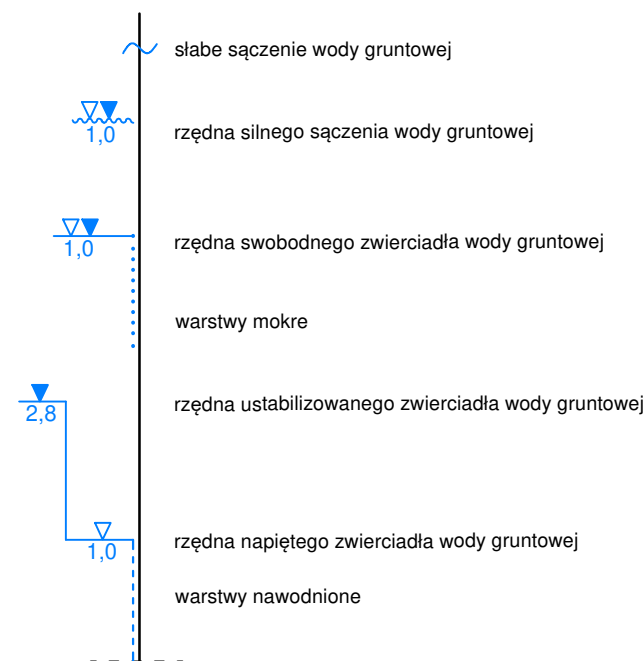 słabe sączenie wody gruntowej
1,0
rzędna silnego sączenia wody gruntowej
1,0
rzędna swobodnego zwierciadła wody gruntowej
warstwy mokre
2,8
rzędna ustabilizowanego zwierciadła wody gruntowej
1,0
rzędna napiętego zwierciadła wody gruntowej
warstwy nawodnione